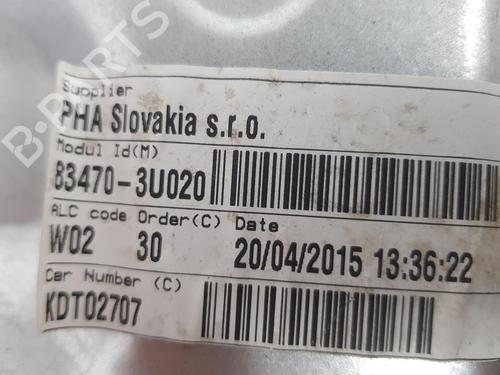 Supplier
PHA Slovakia s.r.o.
Modul Id(M)
83470-3U020
ALC code Order(C) Date
W02 30 20/04/2015 13:36:22
Car Number (C)
KDT02707
B-PARTS